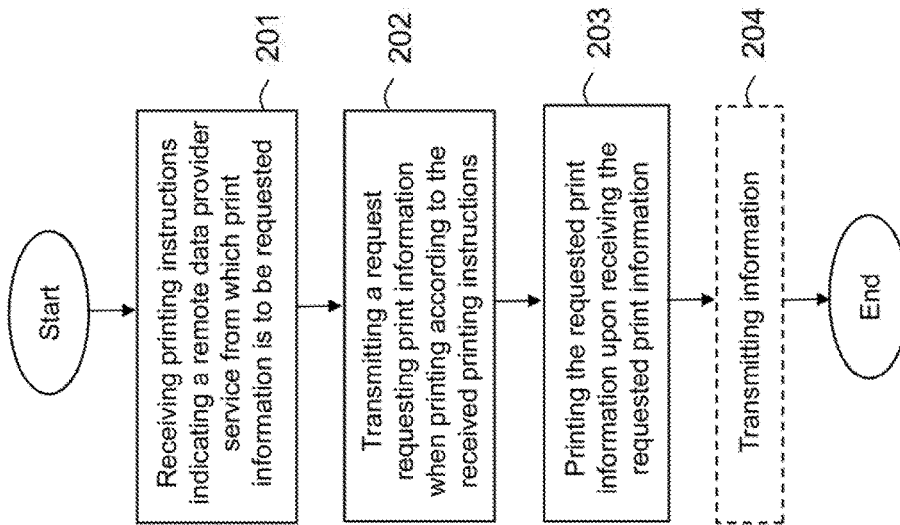 Start
Receiving printing instructions
indicating a remote data provider
service from which print
information is to be requested
201
Transmitting a request
requesting print information
when printing according to the
received printing instructions
202
Printing the requested print
information upon receiving the
requested print information
203
Transmitting information
204
End